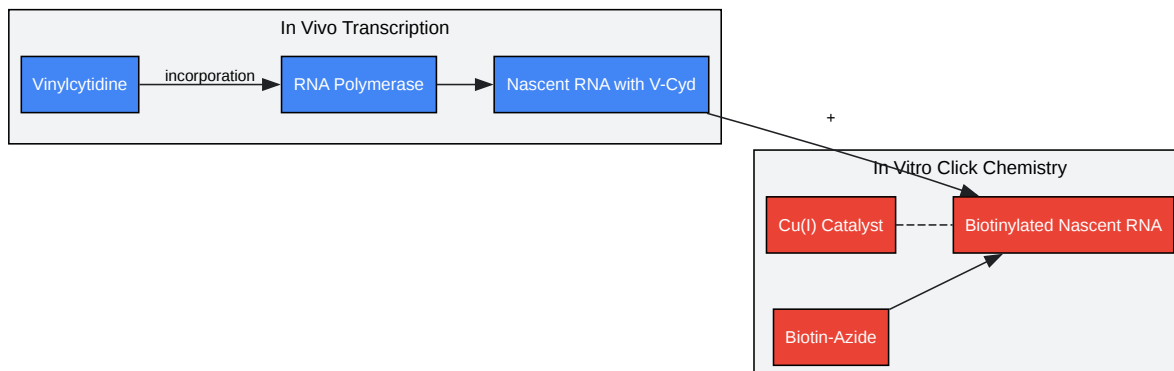 In Vivo Transcription
Vinylcytidine
incorporation
RNA Polymerase
Nascent RNA with V-Cyd
+
In Vitro Click Chemistry
Cu(I) Catalyst
Biotinylated Nascent RNA
Biotin-Azide